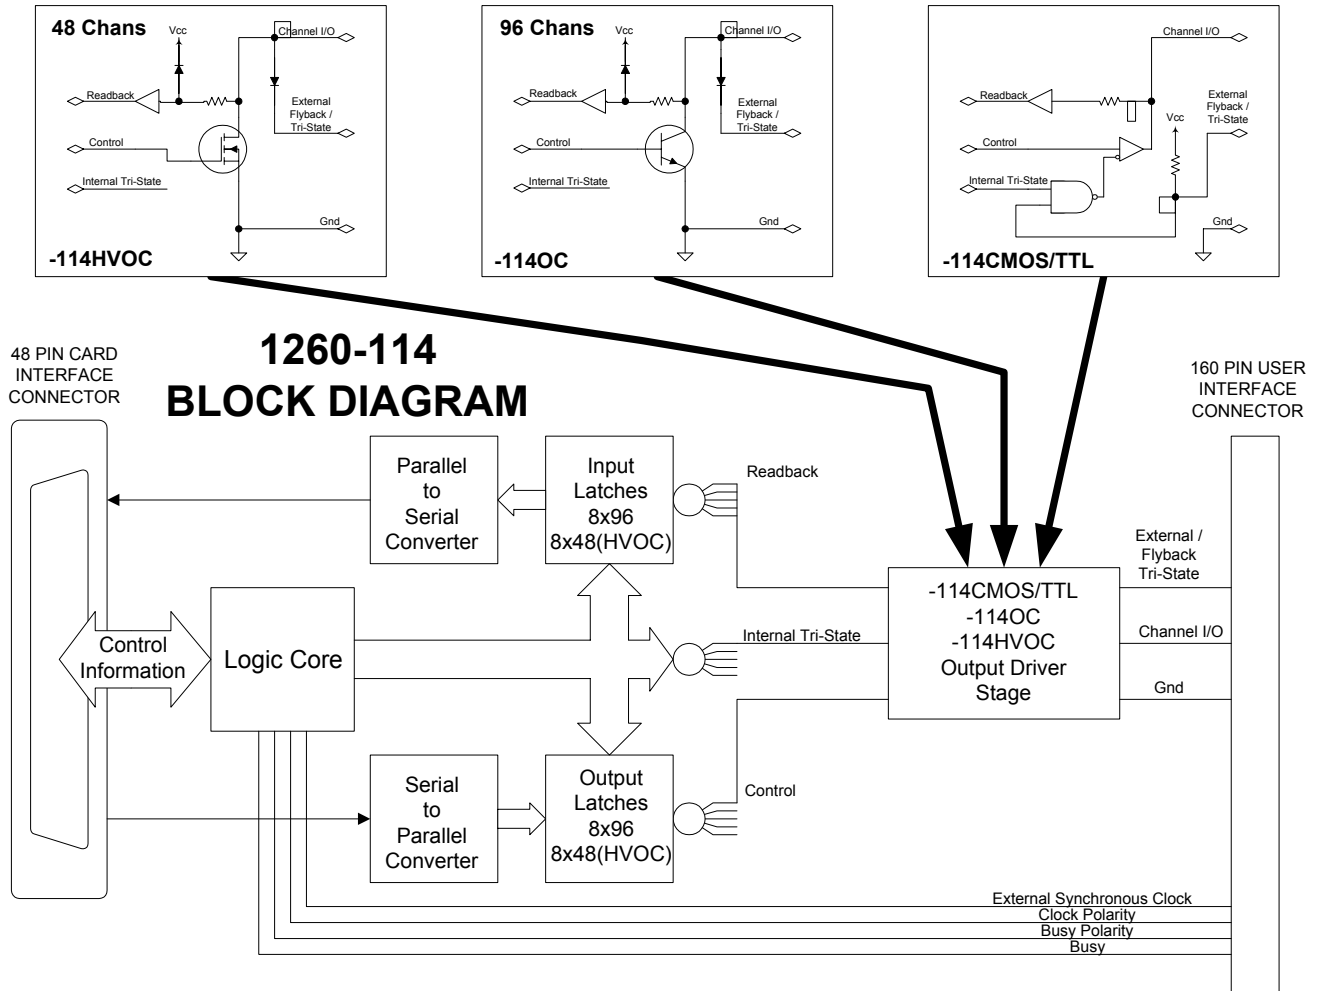 48 Chans
Vcc
Channel I/O
Readback
External
Flyback /
Tri-State
Control
Internal Tri-State
Gnd
-114HVOC
96 Chans
Vcc
Channel I/O
Readback
External
Flyback /
Tri-State
Control
Internal Tri-State
Gnd
-114OC
Channel I/O
Readback
External
Flyback /
Tri-State
Vcc
Control
Internal Tri-State
Gnd
-114CMOS/TTL
1260-114
BLOCK DIAGRAM
48 PIN CARD
INTERFACE
CONNECTOR
160 PIN USER
INTERFACE
CONNECTOR
Parallel
to
Serial
Converter
Input
Latches
8x96
8x48(HVOC)
Readback
External /
Flyback
Tri-State
-114CMOS/TTL
-114OC
-114HVOC
Output Driver
Stage
Channel I/O
Gnd
Control
Information
Logic Core
Internal Tri-State
Serial
to
Parallel
Converter
Output
Latches
8x96
8x48(HVOC)
Control
External Synchronous Clock
Clock Polarity
Busy Polarity
Busy